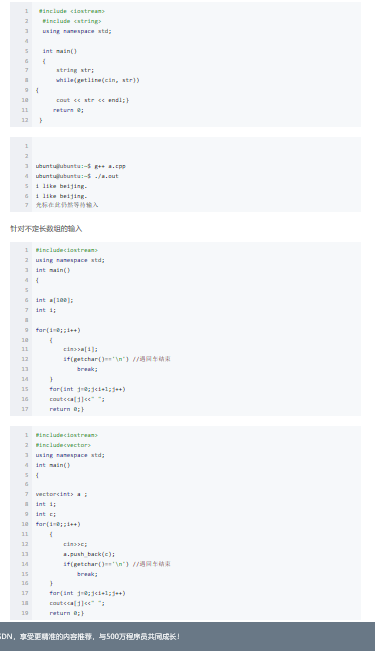 1 #include <iostream>
2 #include <string>
3 using namespace std;
4
5 int main()
6 {
7 string str;
8 while(getline(cin, str))
9 {
10 cout << str << endl;}
11 return 0;
12 }
1
2
3 ubuntu@ubuntu:~$ g++ a.cpp
4 ubuntu@ubuntu:~$ ./a.out
5 i like beijing.
6 i like beijing.
7 光标在此仍然等待输入
针对不定长数组的输入
1 #include<iostream>
2 using namespace std;
3 int main()
4 {
5
6 int a[100];
7 int i;
8
9 for(i=0;;i++)
10 {
11 cin>>a[i];
12 if(getchar()=='\n') //遇回车结束
13 break;
14 }
15 for(int j=0;j<i+1;j++)
16 cout<<a[j]<<" ";
17 return 0;}
1 #include<iostream>
2 #include<vector>
3 using namespace std;
4 int main()
5 {
6
7 vector<int> a ;
8 int i;
9 int c;
10 for(i=0;;i++)
11 {
12 cin>>c;
13 a.push_back(c);
14 if(getchar()=='\n') //遇回车结束
15 break;
16 }
17 for(int j=0;j<i+1;j++)
18 cout<<a[j]<<" ";
19 return 0;}
SDN，享受更精准的内容推荐，与500万程序员共同成长！